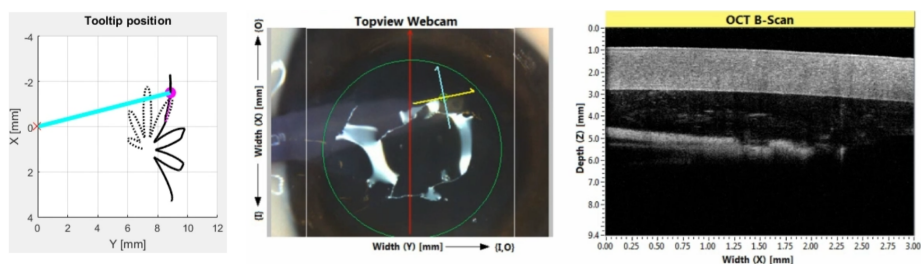 Tooltip position
-4
-2
0
2
4
X [mm]
0 2 4 6 8 10 12
Y [mm]
Topview Webcam
(I) Width (X) [mm] (O)
Width (Y) [mm] (I,O)
OCT B-Scan
0.0
1.0
2.0
3.0
4.0
5.0
6.0
7.0
8.0
9.4
Depth (Z) [mm]
0.00 0.25 0.50 0.75 1.00 1.25 1.50 1.75 2.00 2.25 2.50 2.75 3.00
Width (X) [mm]